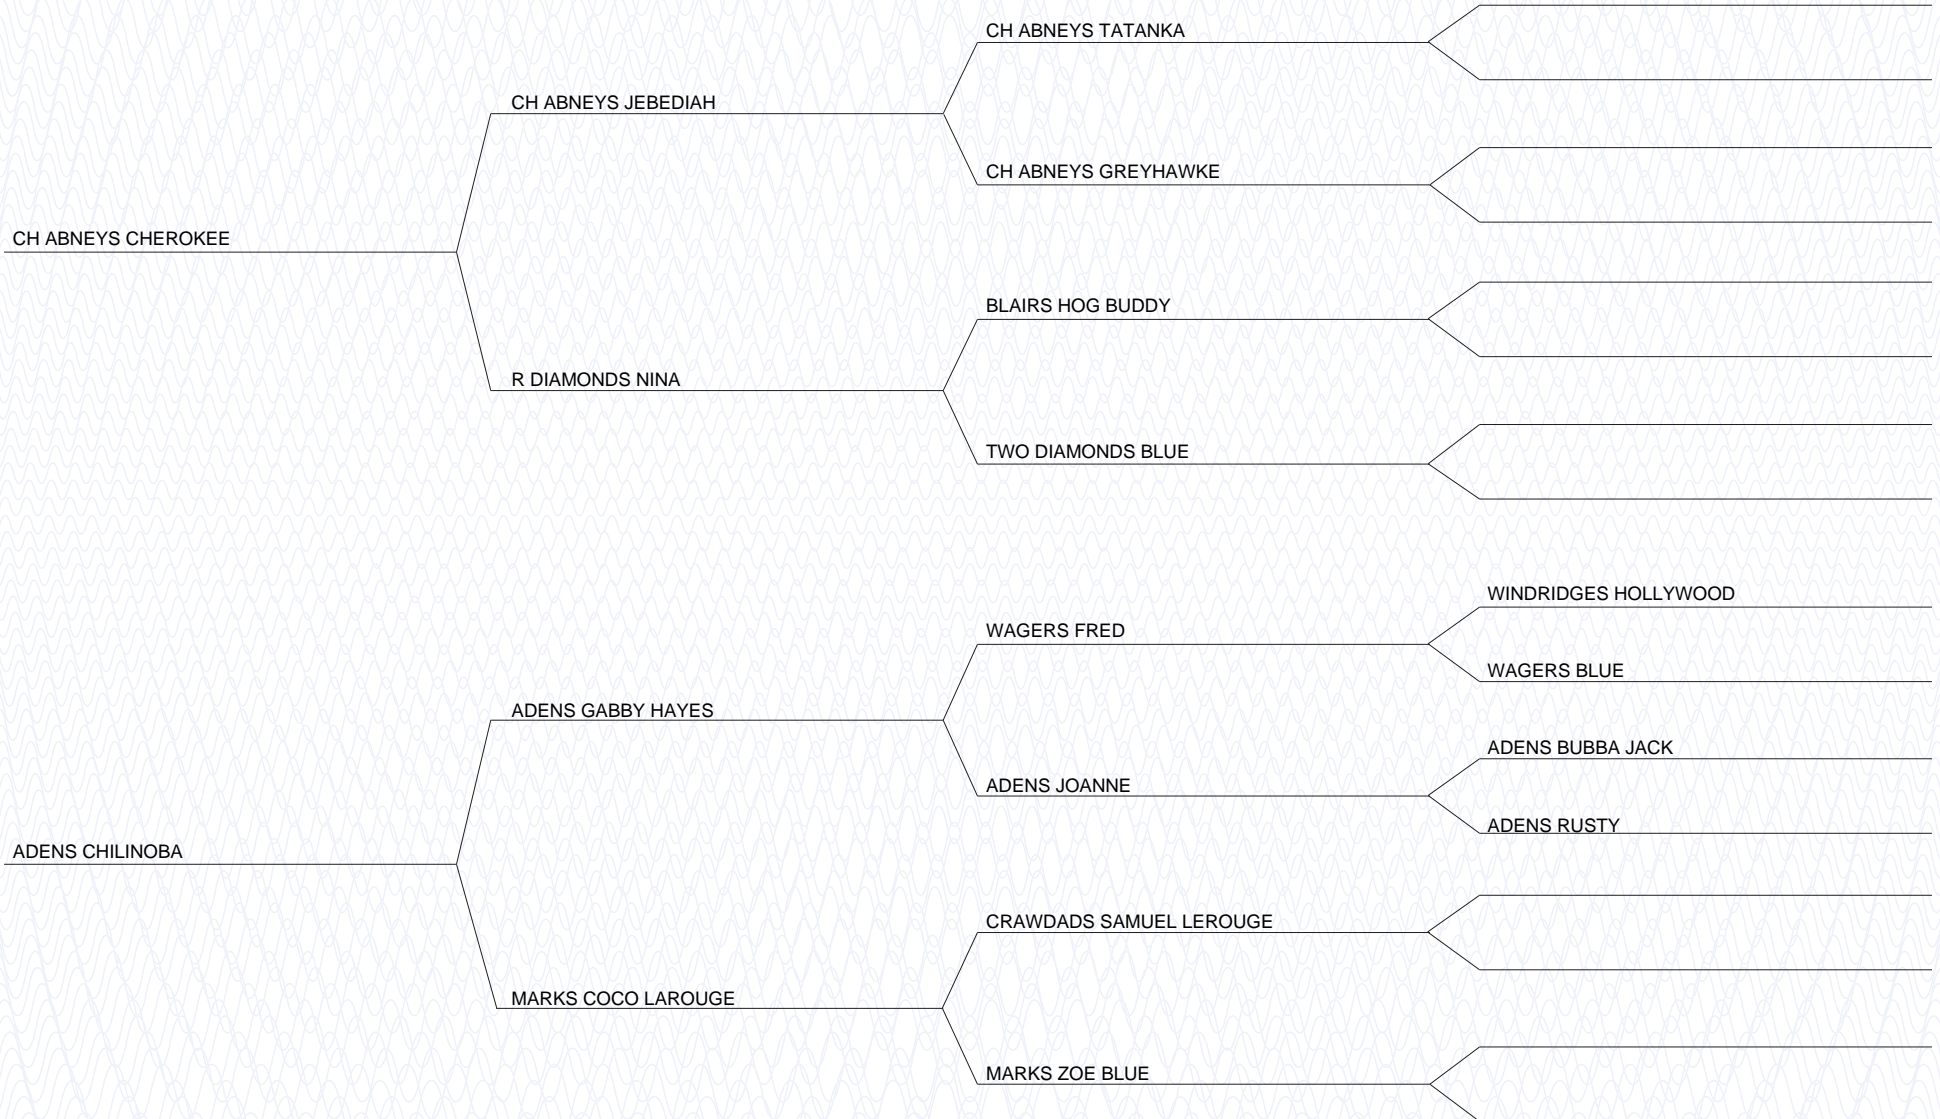 CH ABNEYS TATANKA
CH ABNEYS JEBEDIAH
CH ABNEYS GREYHAWKE
CH ABNEYS CHEROKEE
BLAIRS HOG BUDDY
R DIAMONDS NINA
TWO DIAMONDS BLUE
WINDRIDGES HOLLYWOOD
WAGERS FRED
WAGERS BLUE
ADENS GABBY HAYES
ADENS BUBBA JACK
ADENS JOANNE
ADENS RUSTY
ADENS CHILINOBA
CRAWDADS SAMUEL LEROUGE
MARKS COCO LAROUGE
MARKS ZOE BLUE